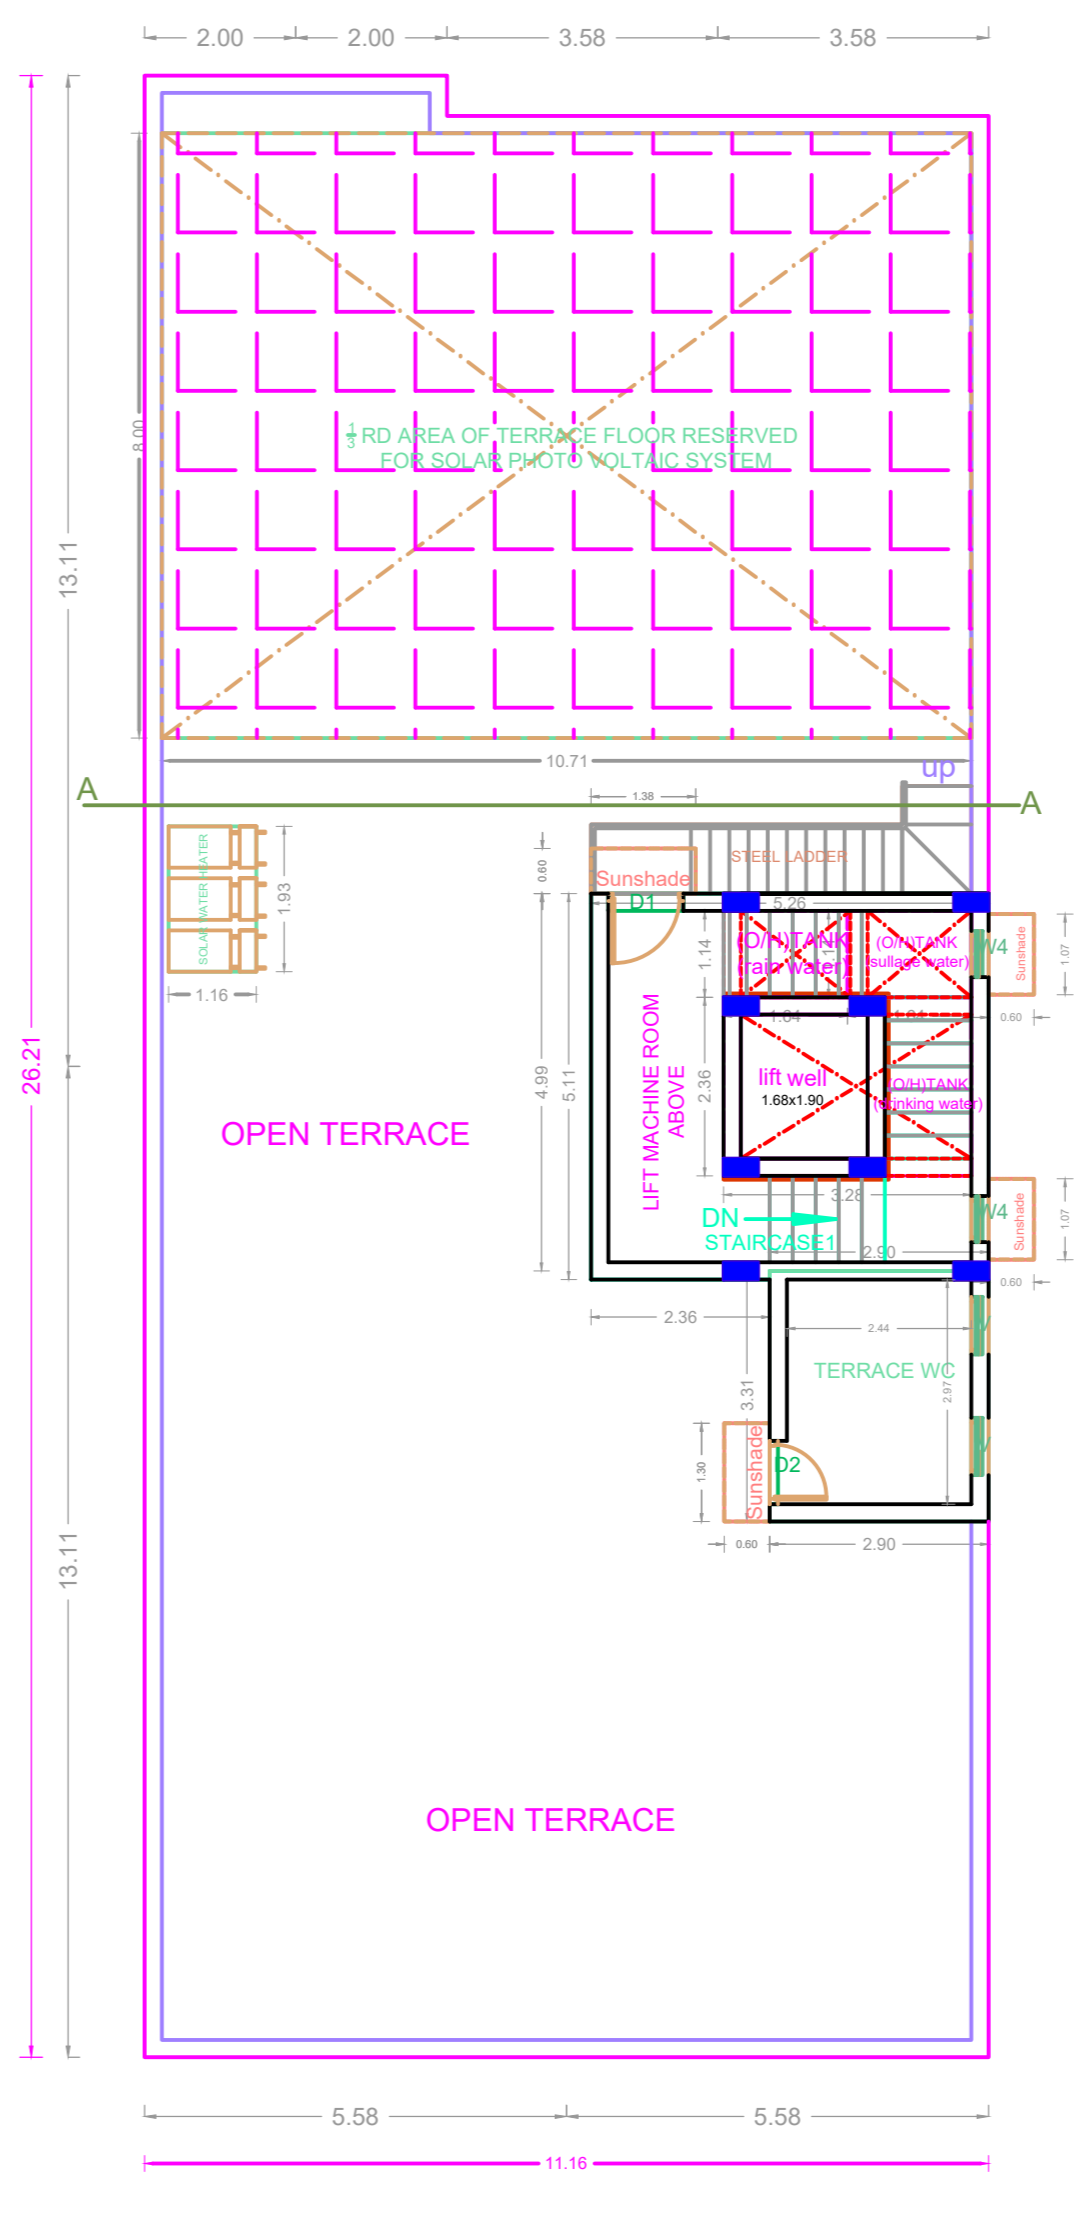 2.00
2.00
3.58
3.58
8.00
1/3 RD AREA OF TERRACE FLOOR RESERVED
FOR SOLAR PHOTO VOLTAIC SYSTEM
13.11
10.71
up
A
A
1.38
STEEL LADDER
0.60
Sunshade
D1
5.26
SOLAR WATER HEATER
1.93
1.16
1.14
(O/H)TANK
(rain water)
(O/H)TANK
(sullage water)
W4
Sunshade
1.07
0.60
1.64
26.21
4.99
5.11
LIFT MACHINE ROOM
ABOVE
2.36
lift well
1.68x1.90
(O/H)TANK
(drinking water)
OPEN TERRACE
3.28
DN
STAIRCASE1
2.90
W4
Sunshade
1.07
0.60
2.36
2.44
TERRACE WC
3.31
2.97
1.30
Sunshade
D2
0.60
2.90
13.11
OPEN TERRACE
5.58
5.58
11.16